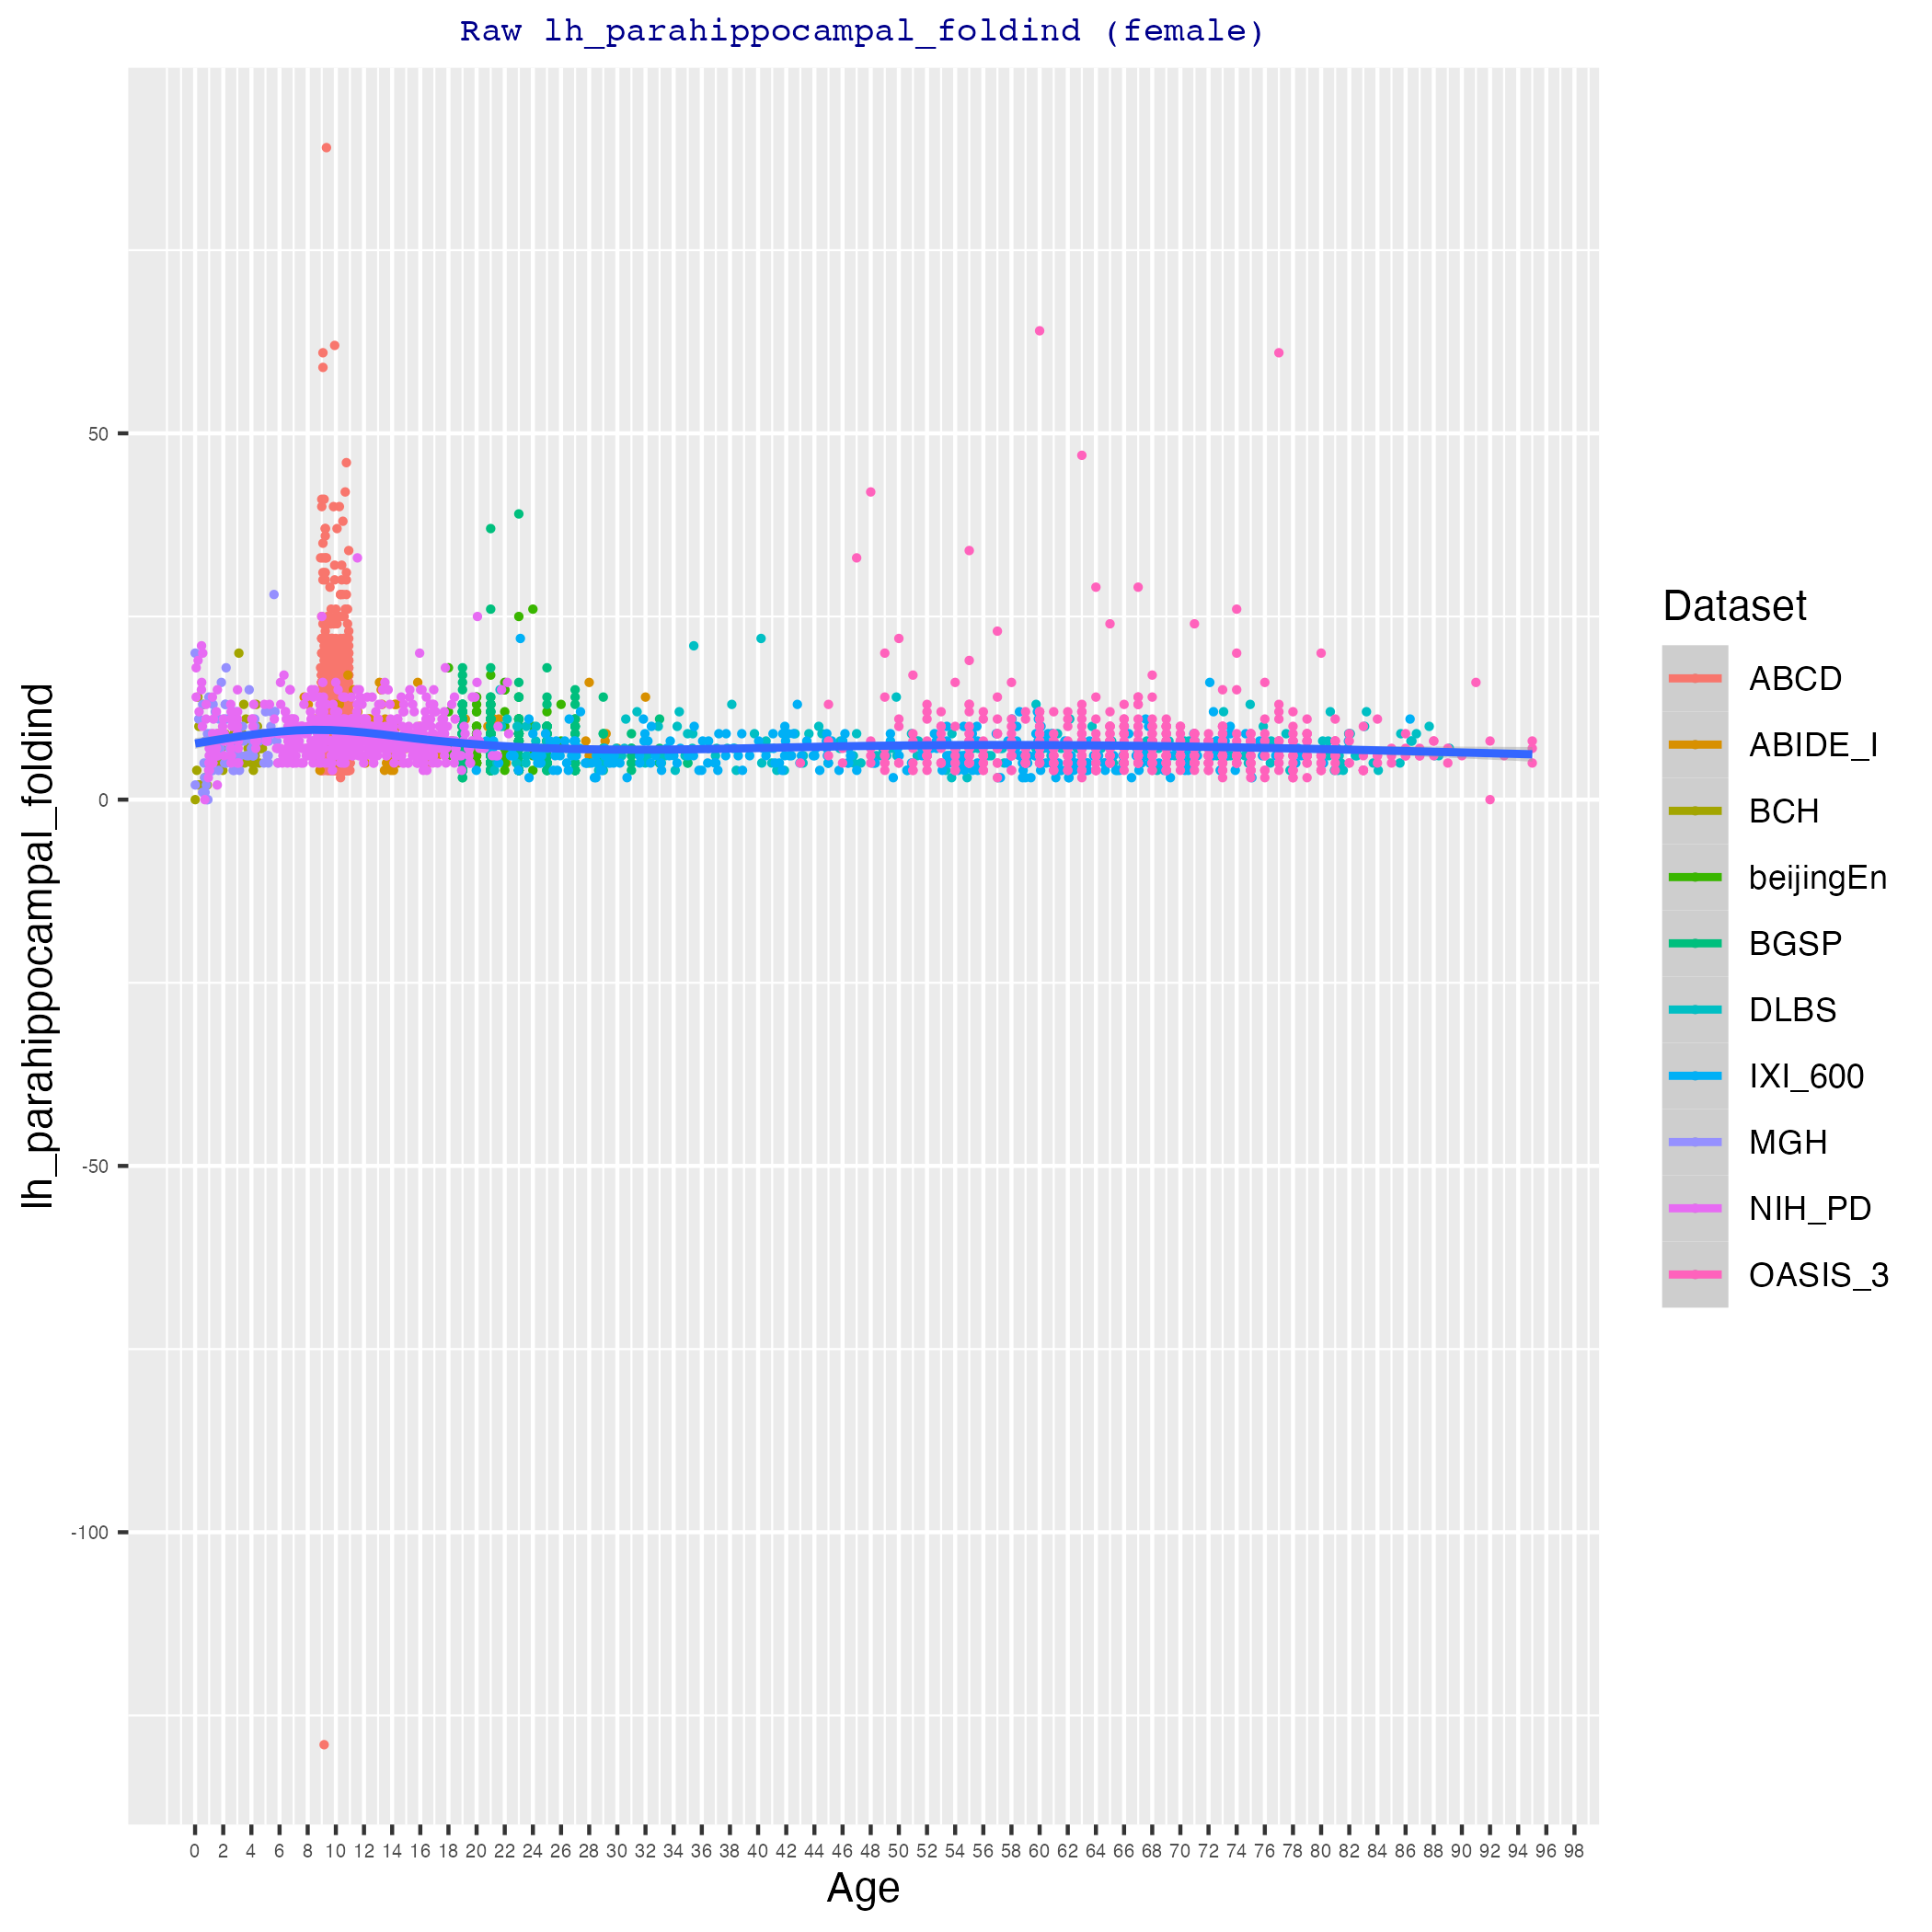 Raw lh_parahippocampal_foldind (female)
lh_parahippocampal_foldind
50
0
-50
-100
0 2 4 6 8 10 12 14 16 18 20 22 24 26 28 30 32 34 36 38 40 42 44 46 48 50 52 54 56 58 60 62 64 66 68 70 72 74 76 78 80 82 84 86 88 90 92 94 96 98
Age
Dataset
ABCD
ABIDE_I
BCH
beijingEn
BGSP
DLBS
IXI_600
MGH
NIH_PD
OASIS_3